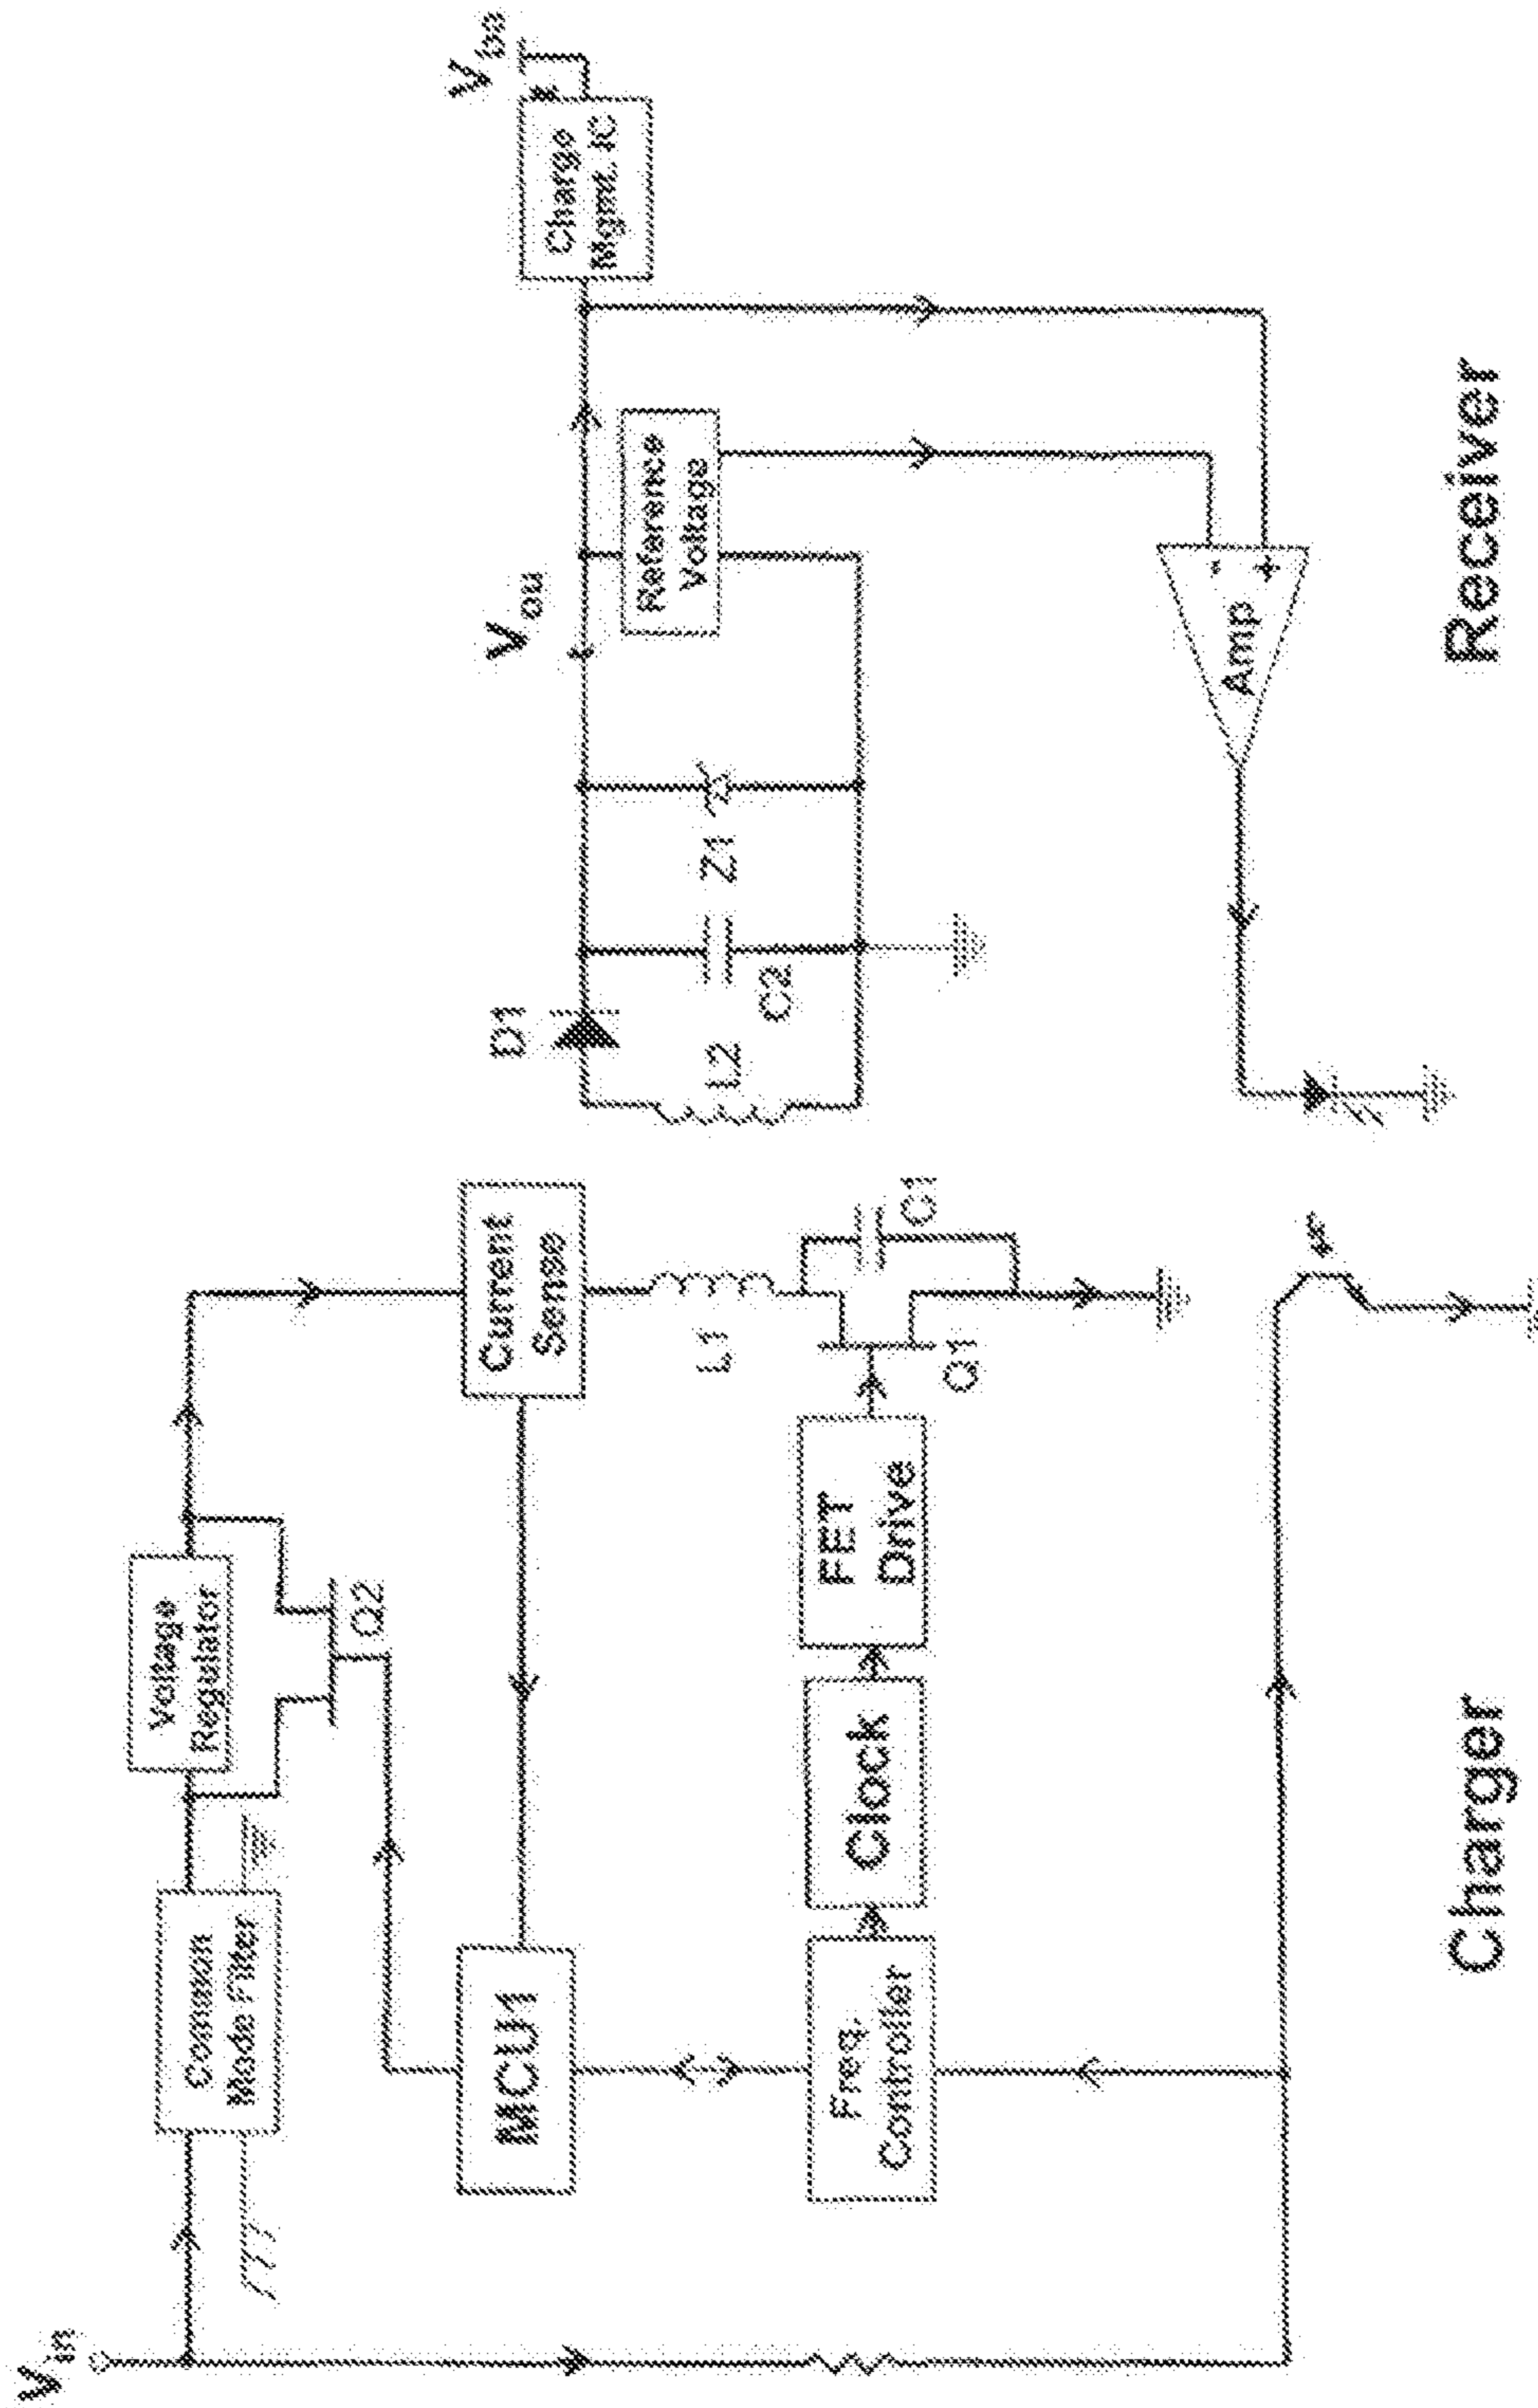 Vin
Common
Mode Filter
Voltage
Regulator
Q2
MCU1
Current
Sense
L1
Freq.
Controller
Clock
FET
Drive
Q1
C1
Charger
D1
L2
C2
Z1
Vou
Reference
Voltage
Charge
Mgmt. IC
Amp
-
+
Receiver